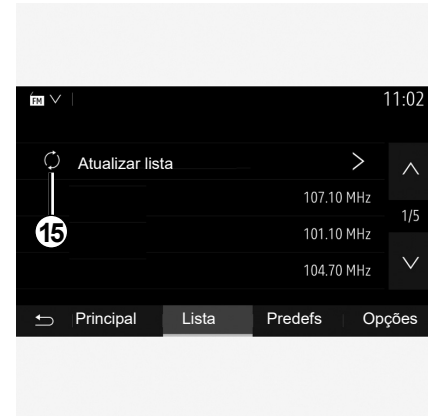 FM 11:02
Atualizar lista
107.10 MHz
1/5
15
101.10 MHz
104.70 MHz
Principal Lista Predefs Opções